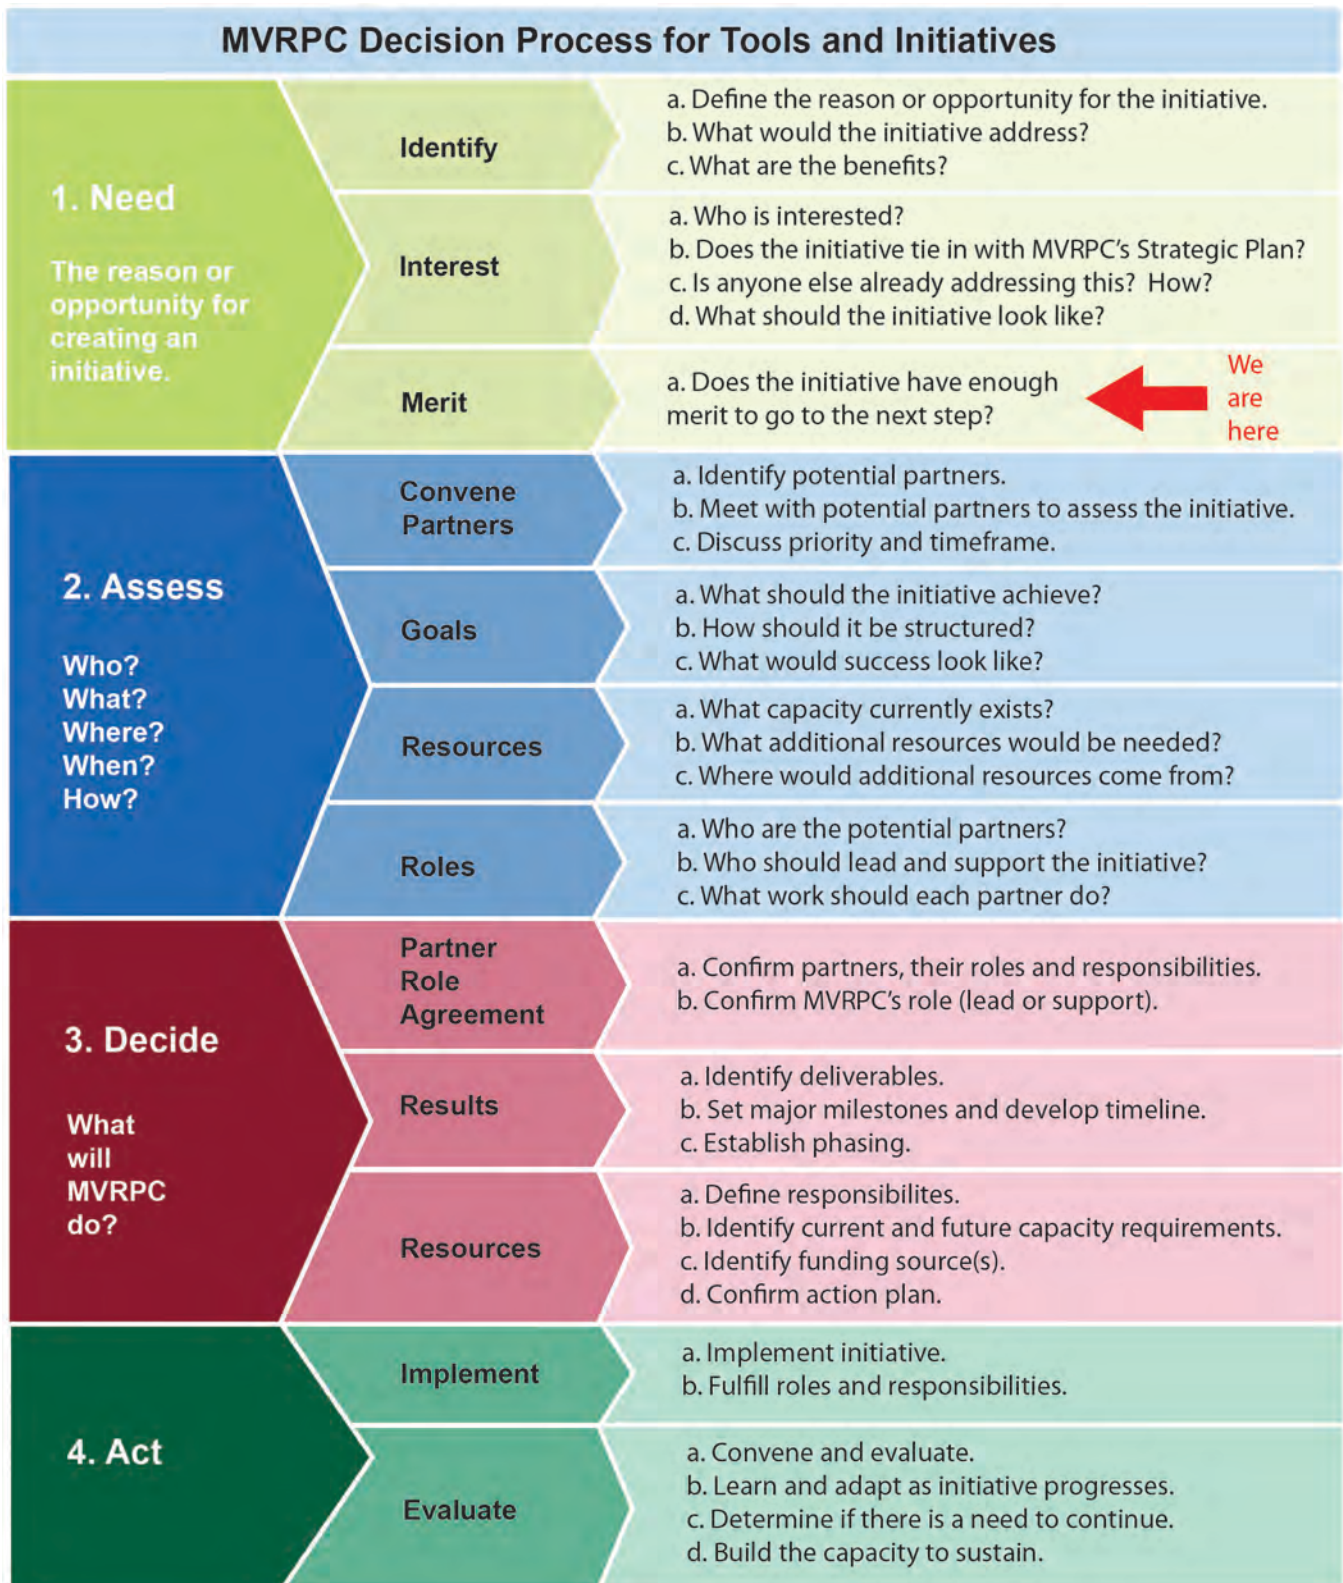 MVRPC Decision Process for Tools and Initiatives
1. Need
The reason or
opportunity for
creating an
initiative.
Identify
a. Define the reason or opportunity for the initiative.
b. What would the initiative address?
c. What are the benefits?
Interest
a. Who is interested?
b. Does the initiative tie in with MVRPC's Strategic Plan?
c. Is anyone else already addressing this?  How?
d. What should the initiative look like?
Merit
a. Does the initiative have enough
merit to go to the next step?
We
are
here
2. Assess
Who?
What?
Where?
When?
How?
Convene
Partners
a. Identify potential partners.
b. Meet with potential partners to assess the initiative.
c. Discuss priority and timeframe.
Goals
a. What should the initiative achieve?
b. How should it be structured?
c. What would success look like?
Resources
a. What capacity currently exists?
b. What additional resources would be needed?
c. Where would additional resources come from?
Roles
a. Who are the potential partners?
b. Who should lead and support the initiative?
c. What work should each partner do?
3. Decide
What
will
MVRPC
do?
Partner
Role
Agreement
a. Confirm partners, their roles and responsibilities.
b. Confirm MVRPC's role (lead or support).
Results
a. Identify deliverables.
b. Set major milestones and develop timeline.
c. Establish phasing.
Resources
a. Define responsibilites.
b. Identify current and future capacity requirements.
c. Identify funding source(s).
d. Confirm action plan.
4. Act
Implement
a. Implement initiative.
b. Fulfill roles and responsibilities.
Evaluate
a. Convene and evaluate.
b. Learn and adapt as initiative progresses.
c. Determine if there is a need to continue.
d. Build the capacity to sustain.